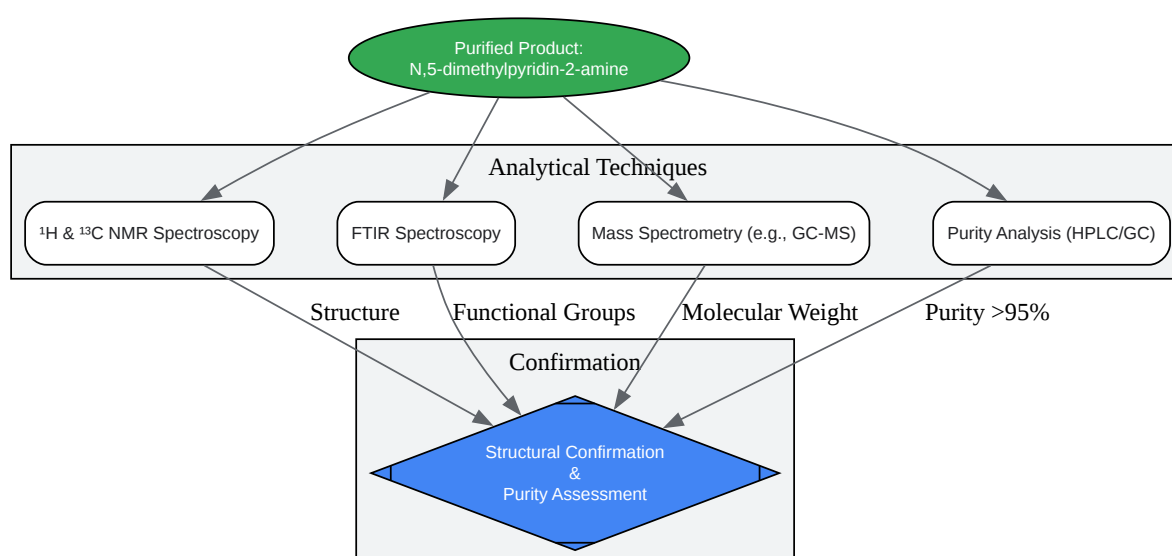 Purified Product:
N,5-dimethylpyridin-2-amine
Analytical Techniques
¹H & ¹³C NMR Spectroscopy
FTIR Spectroscopy
Mass Spectrometry (e.g., GC-MS)
Purity Analysis (HPLC/GC)
Structure
Functional Groups
Molecular Weight
Purity >95%
Confirmation
Structural Confirmation
&
Purity Assessment